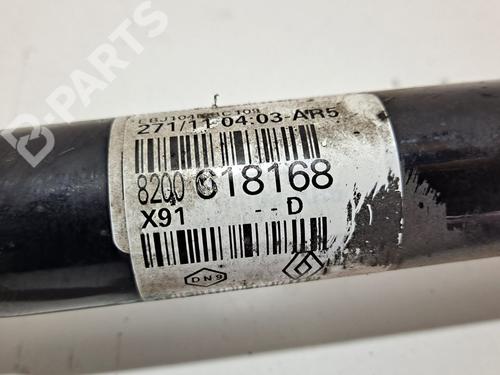 B-PARTS
271/11 04:03-AR5
8200 618168
X91 --D
DN9